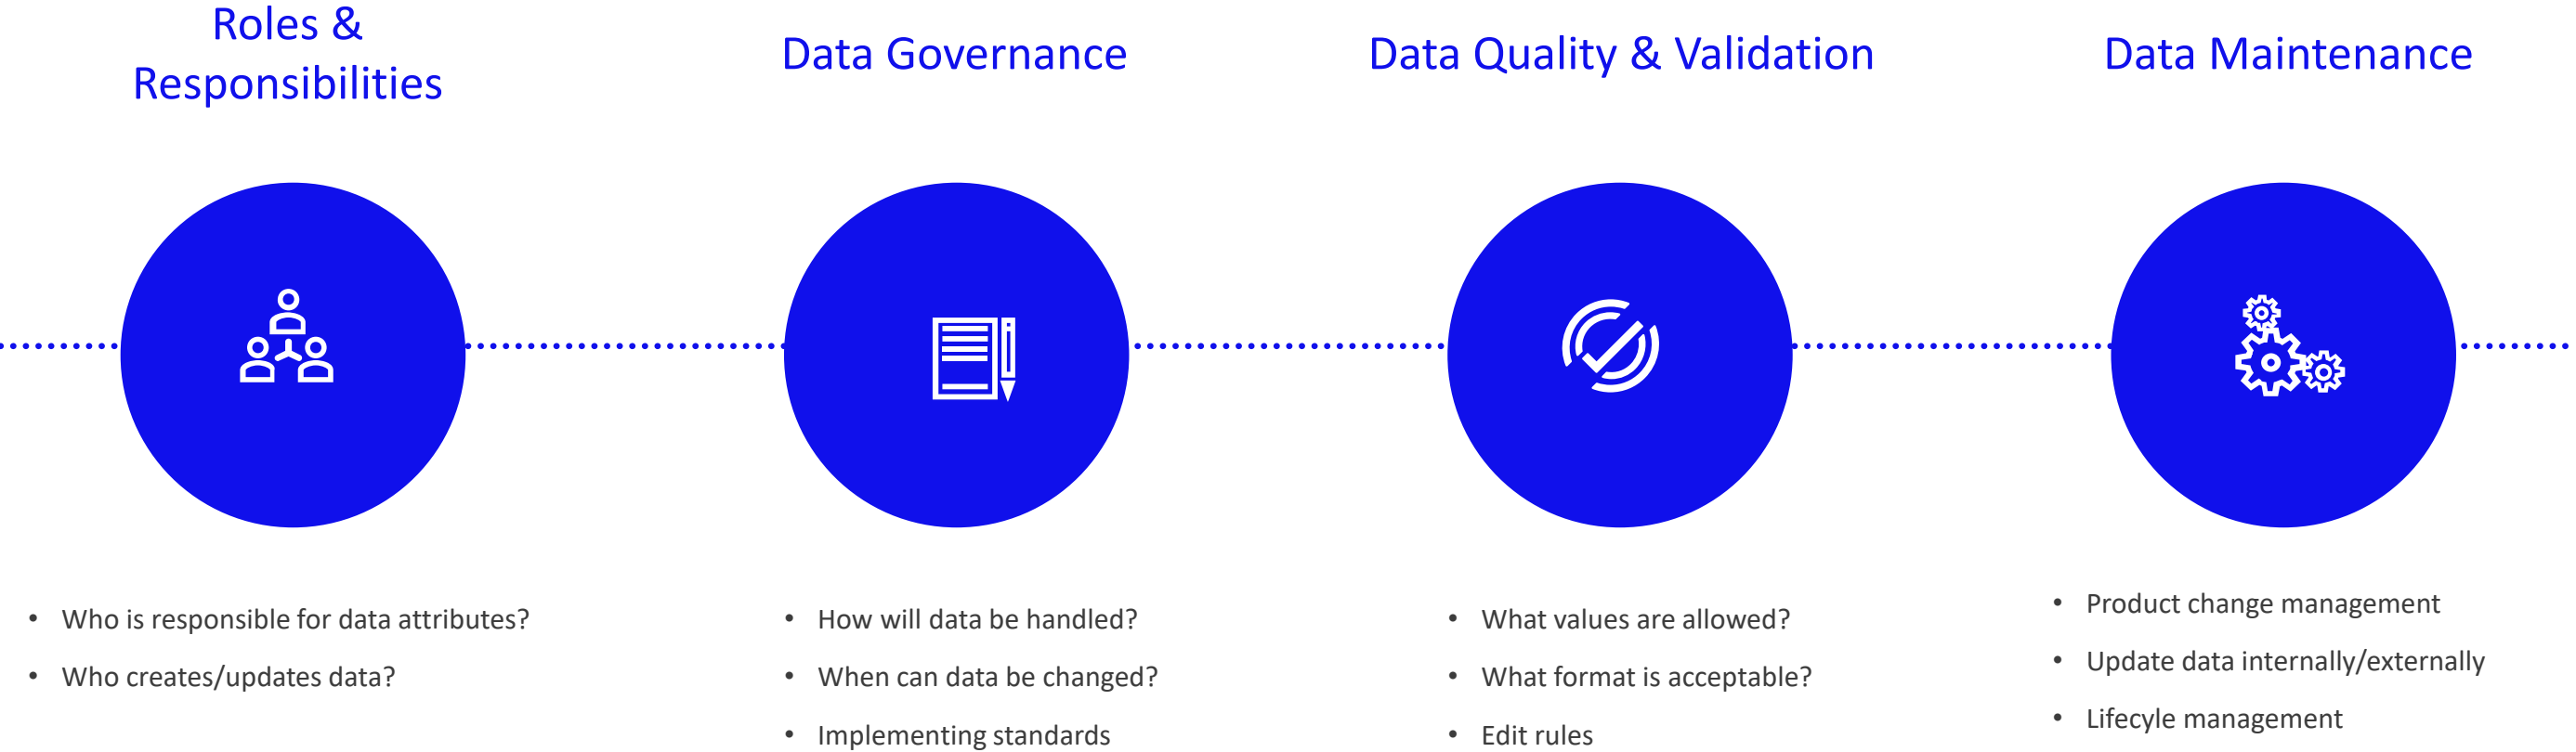 Roles &
Responsibilities
Data Governance
Data Quality & Validation
Data Maintenance
• Who is responsible for data attributes?
• Who creates/updates data?
• How will data be handled?
• When can data be changed?
• Implementing standards
• What values are allowed?
• What format is acceptable?
• Edit rules
• Product change management
• Update data internally/externally
• Lifecyle management